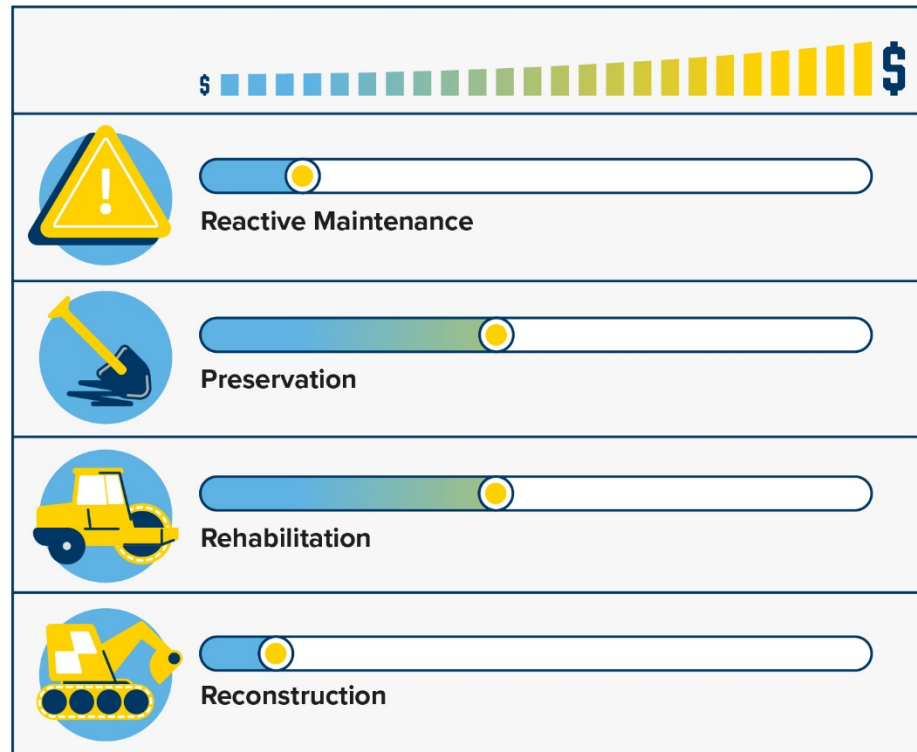 $ $
!
Reactive Maintenance
Preservation
Rehabilitation
Reconstruction